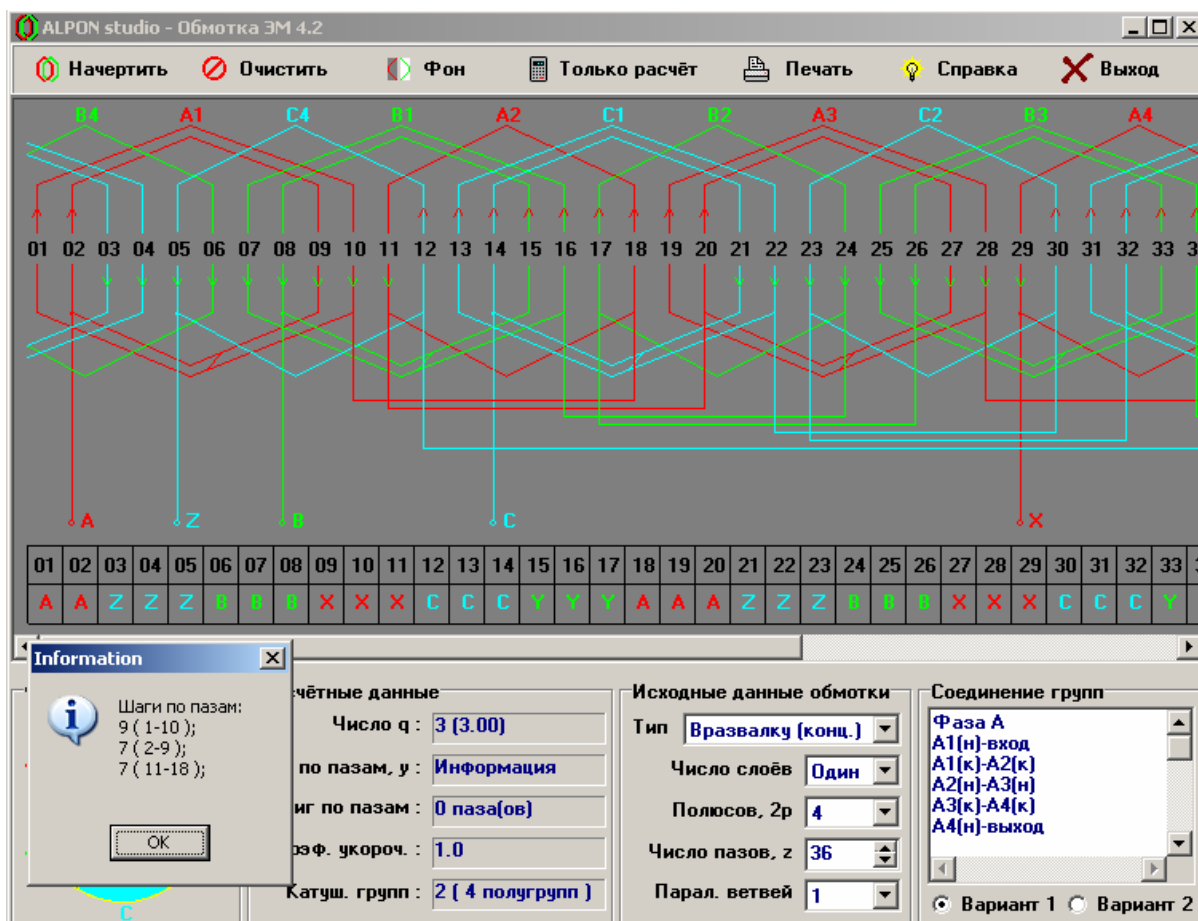 ALPON studio - Обмотка ЭМ 4.2
Начертить Очистить Фон Только расчёт Печать Справка Выход
B4 A1 C4 B1 A2 C1 B2 A3 C2 B3 A4
01 02 03 04 05 06 07 08 09 10 11 12 13 14 15 16 17 18 19 20 21 22 23 24 25 26 27 28 29 30 31 32 33 3
A Z B C X
01 02 03 04 05 06 07 08 09 10 11 12 13 14 15 16 17 18 19 20 21 22 23 24 25 26 27 28 29 30 31 32 33
A A Z Z Z B B B X X X C C C Y Y Y A A A Z Z Z B B B X X X C C C Y
Information
Шаги по пазам:
9 ( 1-10 );
7 ( 2-9 );
7 ( 11-18 );
OK
C
счётные данные
Число q : 3 (3.00)
по пазам, y : Информация
иг по пазам : 0 паза(ов)
эф. укороч. : 1.0
Катуш. групп : 2 ( 4 полугрупп )
Исходные данные обмотки
Тип Вразвалку (конц.)
Число слоёв Один
Полюсов, 2p 4
Число пазов, z 36
Парал. ветвей 1
Соединение групп
Фаза A
A1(н)-вход
A1(к)-A2(к)
A2(н)-A3(н)
A3(к)-A4(к)
A4(н)-выход
Вариант 1 Вариант 2